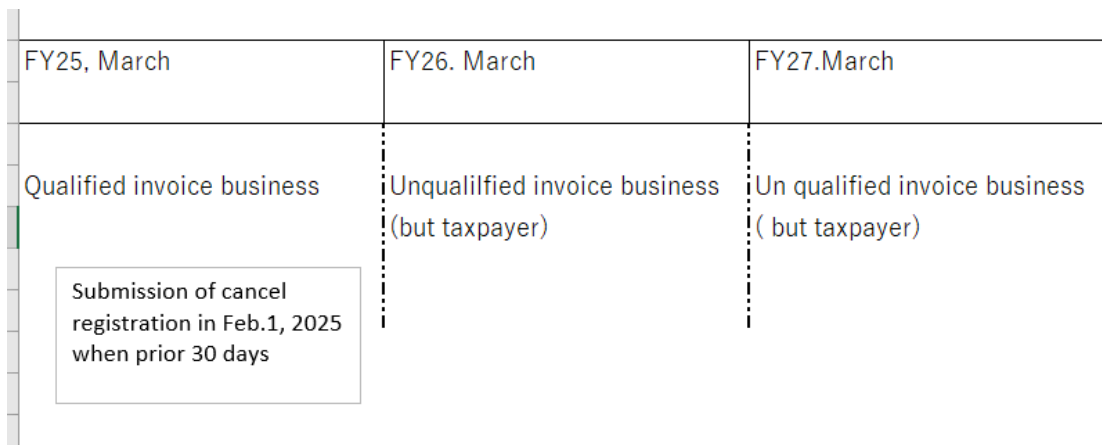 FY25, March
FY26. March
FY27.March
Qualified invoice business
Unqualilfied invoice business
(but taxpayer)
Un qualified invoice business
( but taxpayer)
Submission of cancel
registration in Feb.1, 2025
when prior 30 days